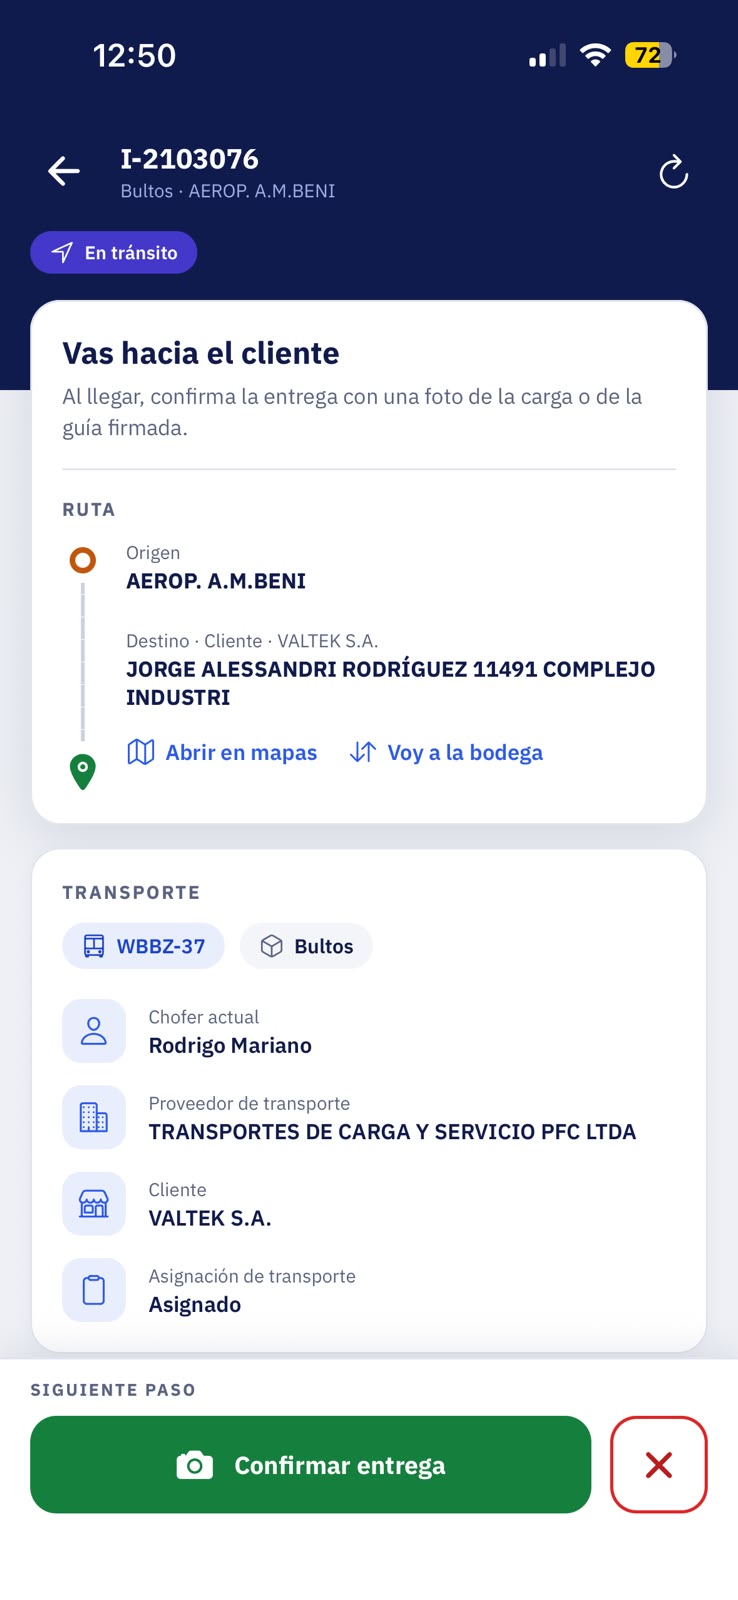 12:50
72
I-2103076
Bultos · AEROP. A.M.BENI
En tránsito
Vas hacia el cliente
Al llegar, confirma la entrega con una foto de la carga o de la
guía firmada.
RUTA
Origen
AEROP. A.M.BENI
Destino · Cliente · VALTEK S.A.
JORGE ALESSANDRI RODRÍGUEZ 11491 COMPLEJO
INDUSTRI
Abrir en mapas
Voy a la bodega
TRANSPORTE
WBBZ-37
Bultos
Chofer actual
Rodrigo Mariano
Proveedor de transporte
TRANSPORTES DE CARGA Y SERVICIO PFC LTDA
Cliente
VALTEK S.A.
Asignación de transporte
Asignado
SIGUIENTE PASO
Confirmar entrega